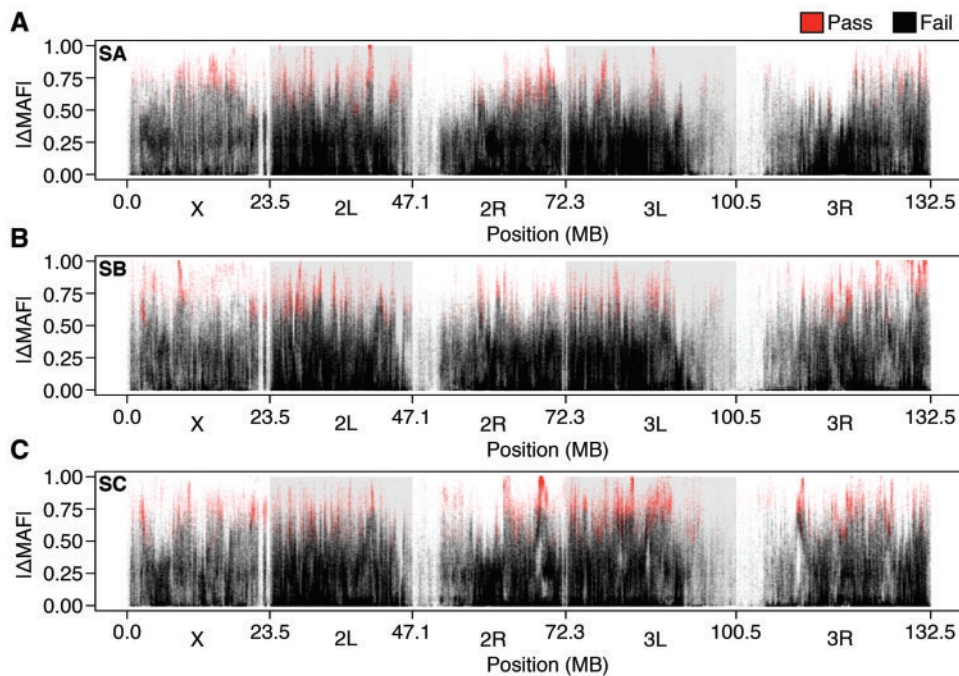 A
Pass Fail
SA
1.00
0.75
0.50
0.25
0.00
|ΔMAF|
0.0 23.5 47.1 72.3 100.5 132.5
X 2L 2R 3L 3R
Position (MB)
B
SB
1.00
0.75
0.50
0.25
0.00
|ΔMAF|
0.0 23.5 47.1 72.3 100.5 132.5
X 2L 2R 3L 3R
Position (MB)
C
SC
1.00
0.75
0.50
0.25
0.00
|ΔMAF|
0.0 23.5 47.1 72.3 100.5 132.5
X 2L 2R 3L 3R
Position (MB)